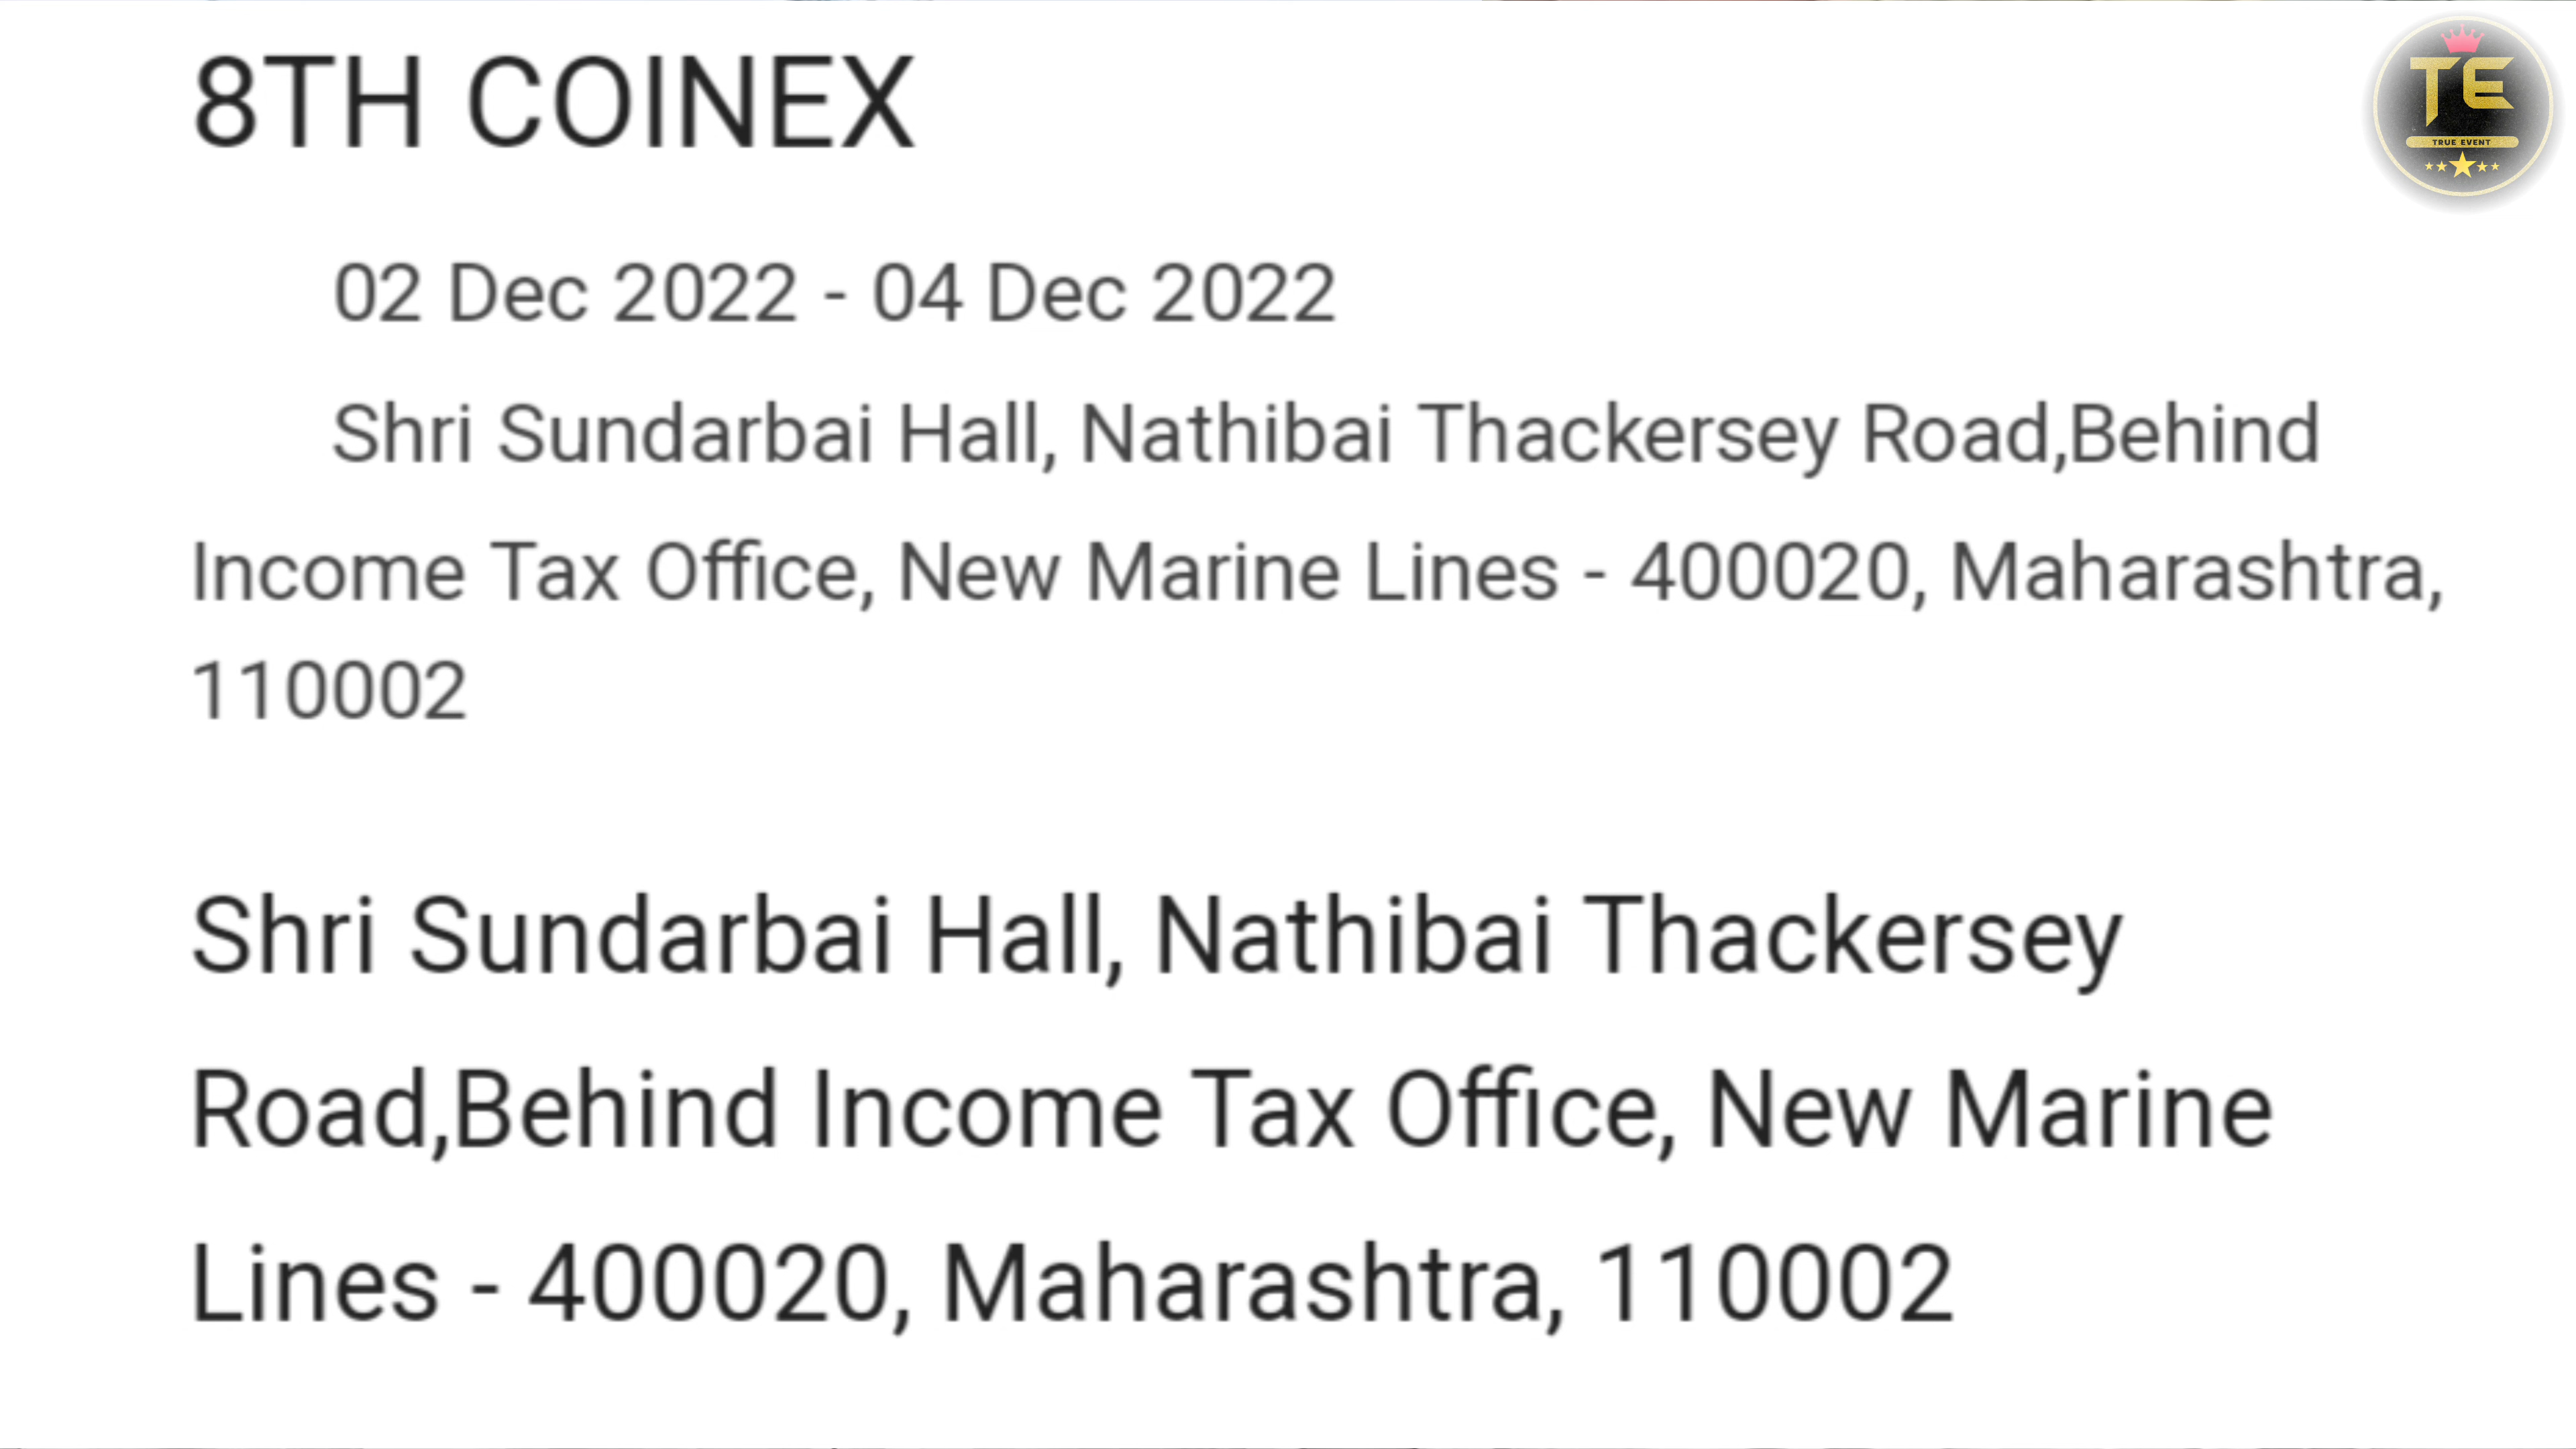 8TH COINEX
TE
TRUE EVENT
02 Dec 2022 - 04 Dec 2022
Shri Sundarbai Hall, Nathibai Thackersey Road,Behind
Income Tax Office, New Marine Lines - 400020, Maharashtra,
110002
Shri Sundarbai Hall, Nathibai Thackersey
Road,Behind Income Tax Office, New Marine
Lines - 400020, Maharashtra, 110002